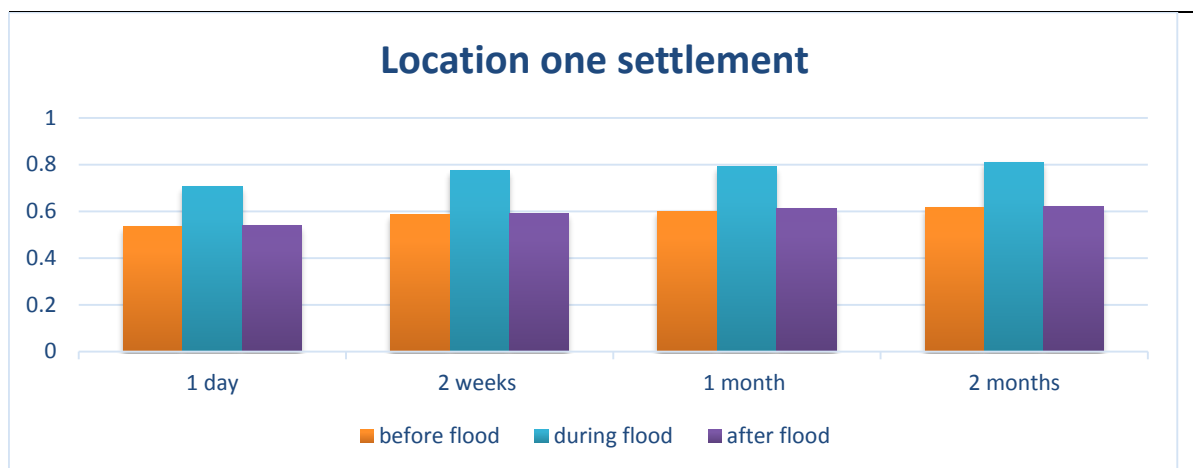 Location one settlement
1
0.8
0.6
0.4
0.2
0
1 day 2 weeks 1 month 2 months
before flood during flood after flood